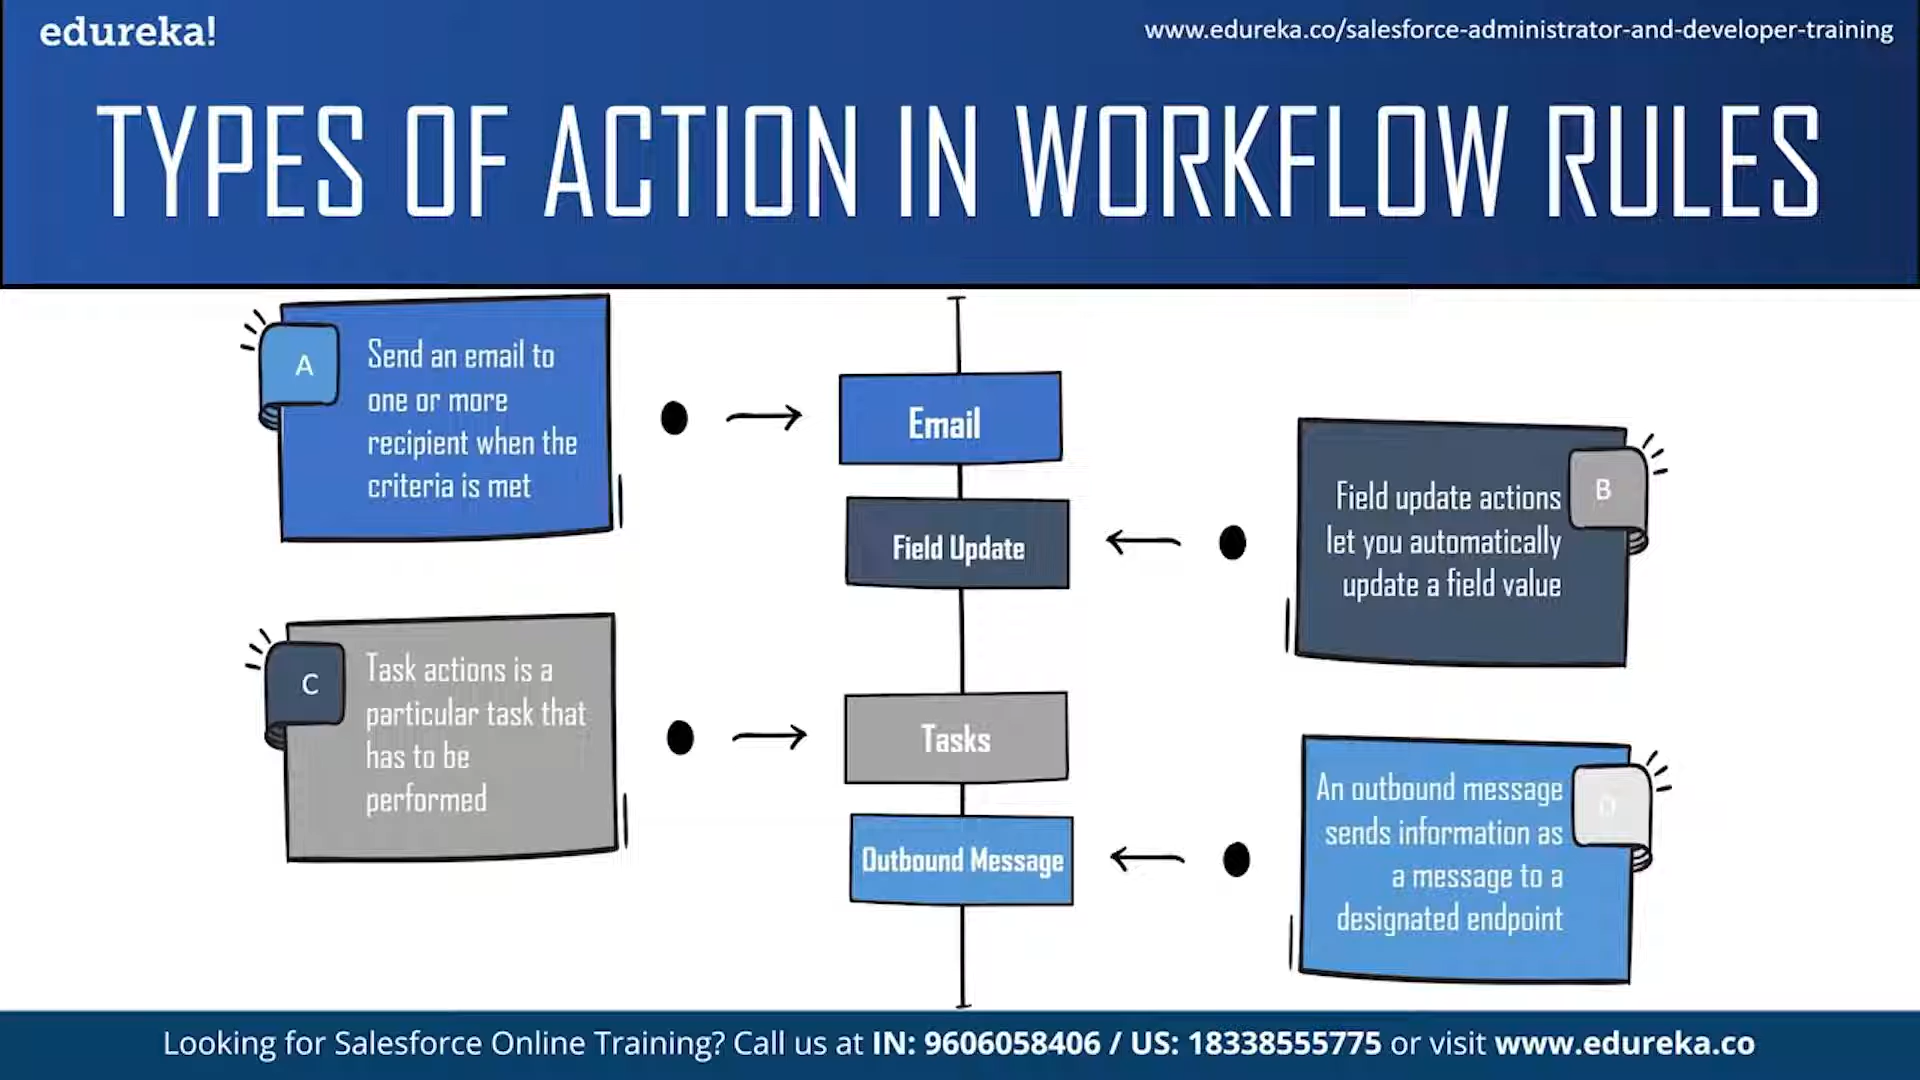 edureka!
www.edureka.co/salesforce-administrator-and-developer-training
TYPES OF ACTION IN WORKFLOW RULES
A
Send an email to
one or more
recipient when the
criteria is met
Email
B
Field update actions
let you automatically
update a field value
Field Update
C
Task actions is a
particular task that
has to be
performed
Tasks
D
An outbound message
sends information as
a message to a
designated endpoint
Outbound Message
Looking for Salesforce Online Training? Call us at IN: 9606058406 / US: 18338555775 or visit www.edureka.co